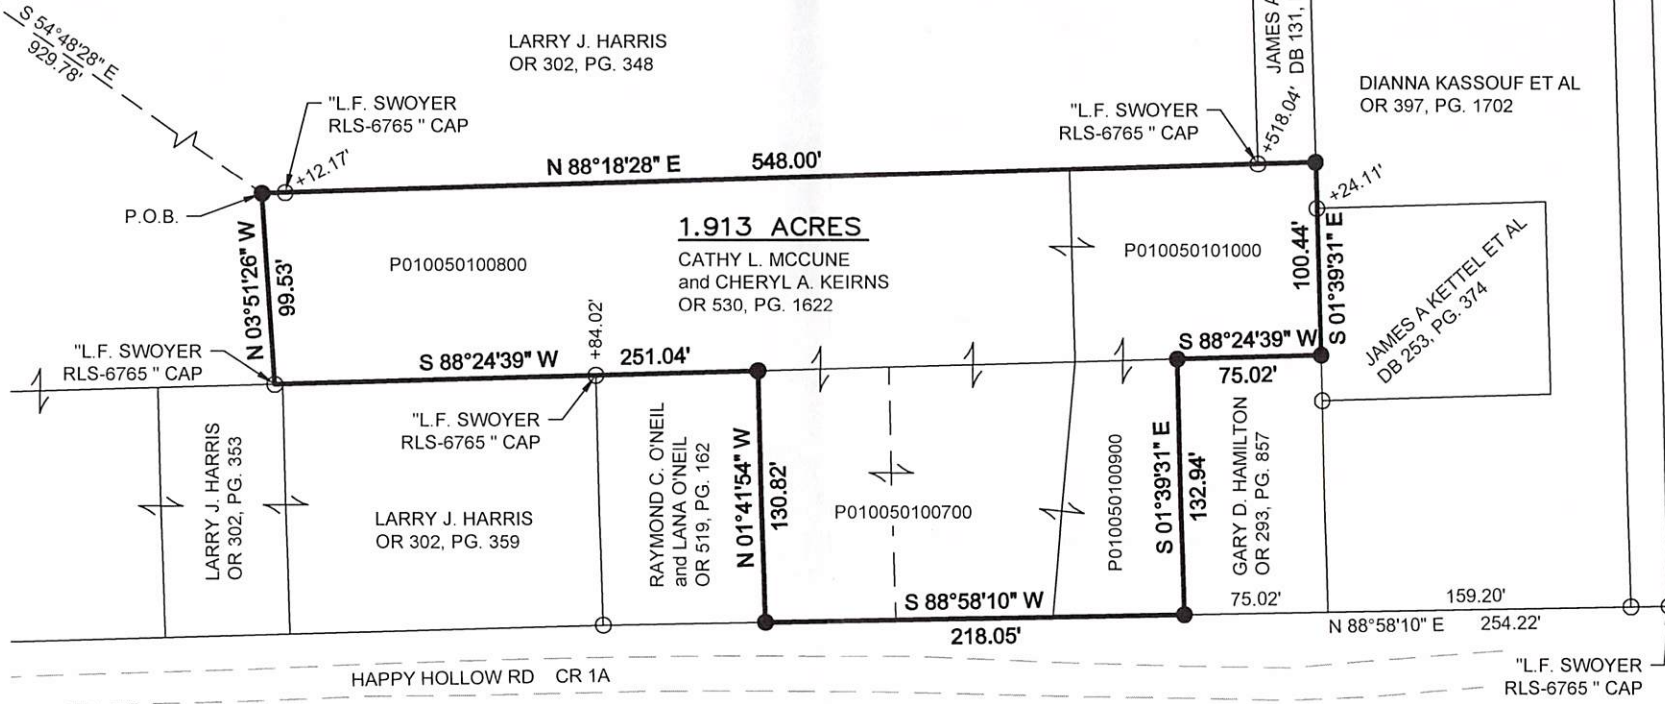 S 54°48'28" E
929.78'
LARRY J. HARRIS
OR 302, PG. 348
"L.F. SWOYER
RLS-6765 " CAP
+12.17'
P.O.B.
N 88°18'28" E 548.00'
"L.F. SWOYER
RLS-6765 " CAP
+518.04'
JAMES A
DB 131,
DIANNA KASSOUF ET AL
OR 397, PG. 1702
+24.11'
1.913 ACRES
CATHY L. MCCUNE
and CHERYL A. KEIRNS
OR 530, PG. 1622
P010050100800
P010050101000
N 03°51'26" W
99.53'
100.44'
S 01°39'31" E
JAMES A KETTEL ET AL
DB 253, PG. 374
"L.F. SWOYER
RLS-6765 " CAP
S 88°24'39" W
+84.02'
251.04'
S 88°24'39" W
75.02'
"L.F. SWOYER
RLS-6765 " CAP
LARRY J. HARRIS
OR 302, PG. 353
LARRY J. HARRIS
OR 302, PG. 359
RAYMOND C. O'NEIL
and LANA O'NEIL
OR 519, PG. 162
N 01°41'54" W
130.82'
P010050100700
P010050100900
S 01°39'31" E
132.94'
GARY D. HAMILTON
OR 293, PG. 857
S 88°58'10" W
218.05'
75.02'
159.20'
N 88°58'10" E 254.22'
HAPPY HOLLOW RD CR 1A
"L.F. SWOYER
RLS-6765 " CAP